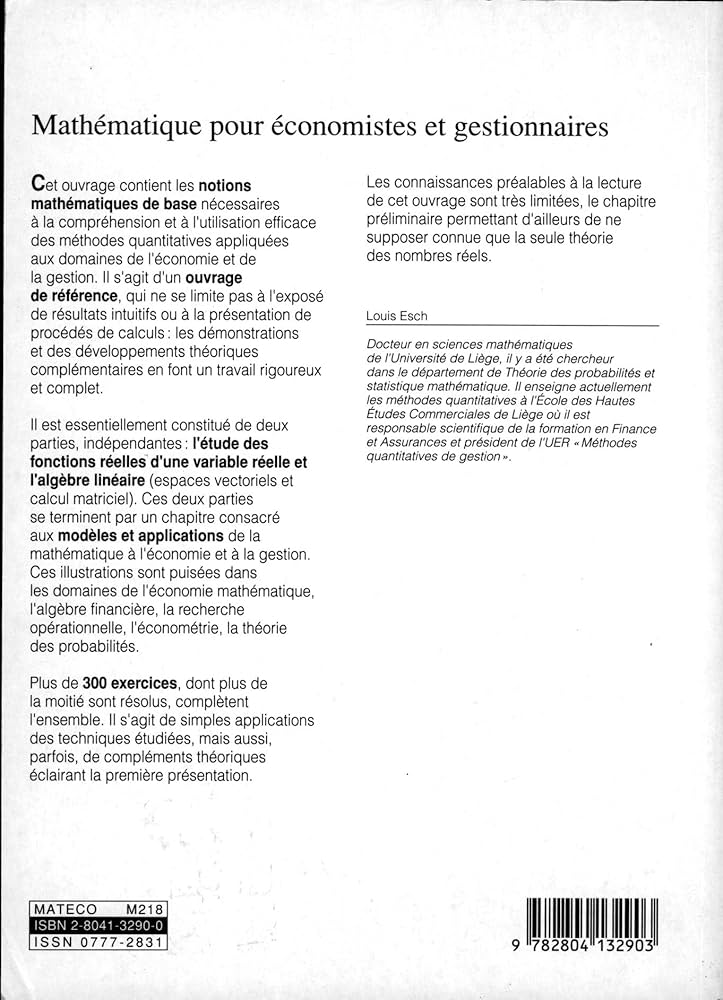 Mathématique pour économistes et gestionnaires
Cet ouvrage contient les notions
mathématiques de base nécessaires
à la compréhension et à l'utilisation efficace
des méthodes quantitatives appliquées
aux domaines de l'économie et de
la gestion. Il s'agit d'un ouvrage
de référence, qui ne se limite pas à l'exposé
de résultats intuitifs ou à la présentation de
procédés de calculs : les démonstrations
et des développements théoriques
complémentaires en font un travail rigoureux
et complet.
Il est essentiellement constitué de deux
parties, indépendantes : l'étude des
fonctions réelles d'une variable réelle et
l'algèbre linéaire (espaces vectoriels et
calcul matriciel). Ces deux parties
se terminent par un chapitre consacré
aux modèles et applications de la
mathématique à l'économie et à la gestion.
Ces illustrations sont puisées dans
les domaines de l'économie mathématique,
l'algèbre financière, la recherche
opérationnelle, l'économétrie, la théorie
des probabilités.
Plus de 300 exercices, dont plus de
la moitié sont résolus, complètent
l'ensemble. Il s'agit de simples applications
des techniques étudiées, mais aussi,
parfois, de compléments théoriques
éclairant la première présentation.
Les connaissances préalables à la lecture
de cet ouvrage sont très limitées, le chapitre
préliminaire permettant d'ailleurs de ne
supposer connue que la seule théorie
des nombres réels.
Louis Esch
Docteur en sciences mathématiques
de l'Université de Liège, il y a été chercheur
dans le département de Théorie des probabilités et
statistique mathématique. Il enseigne actuellement
les méthodes quantitatives à l'École des Hautes
Études Commerciales de Liège où il est
responsable scientifique de la formation en Finance
et Assurances et président de l'UER « Méthodes
quantitatives de gestion ».
MATECO M218
ISBN 2-8041-3290-0
ISSN 0777-2831
9 782804 132903